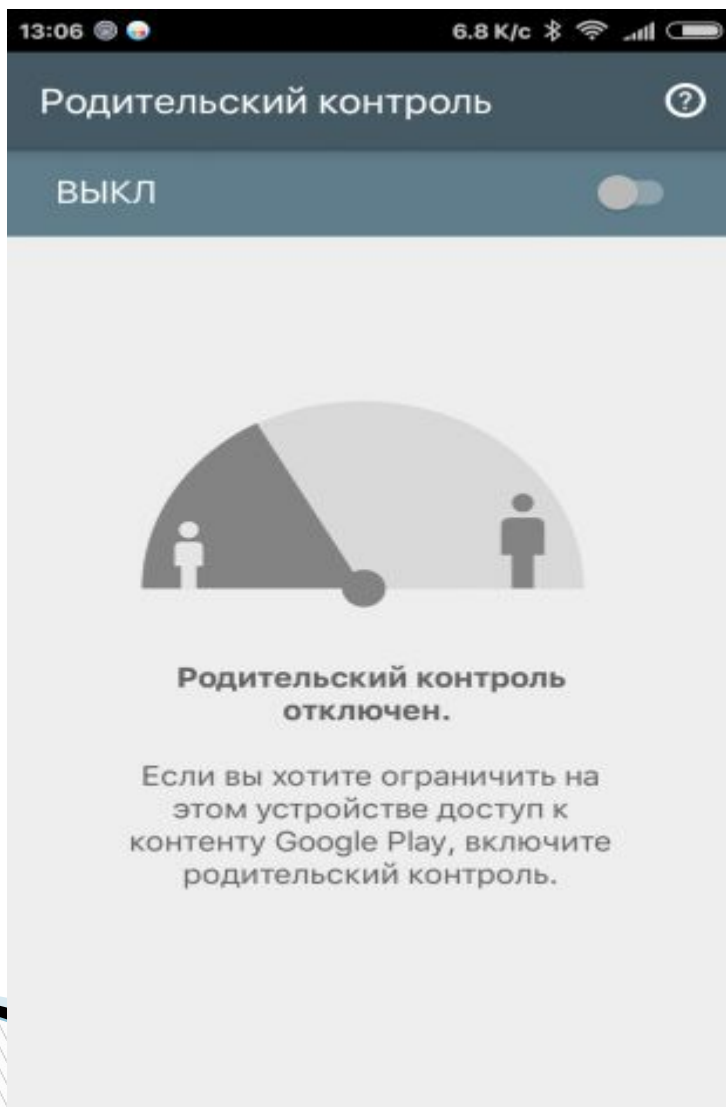 13:06 6.8 K/c
Родительский контроль
ВЫКЛ
Родительский контроль
отключен.
Если вы хотите ограничить на
этом устройстве доступ к
контенту Google Play, включите
родительский контроль.